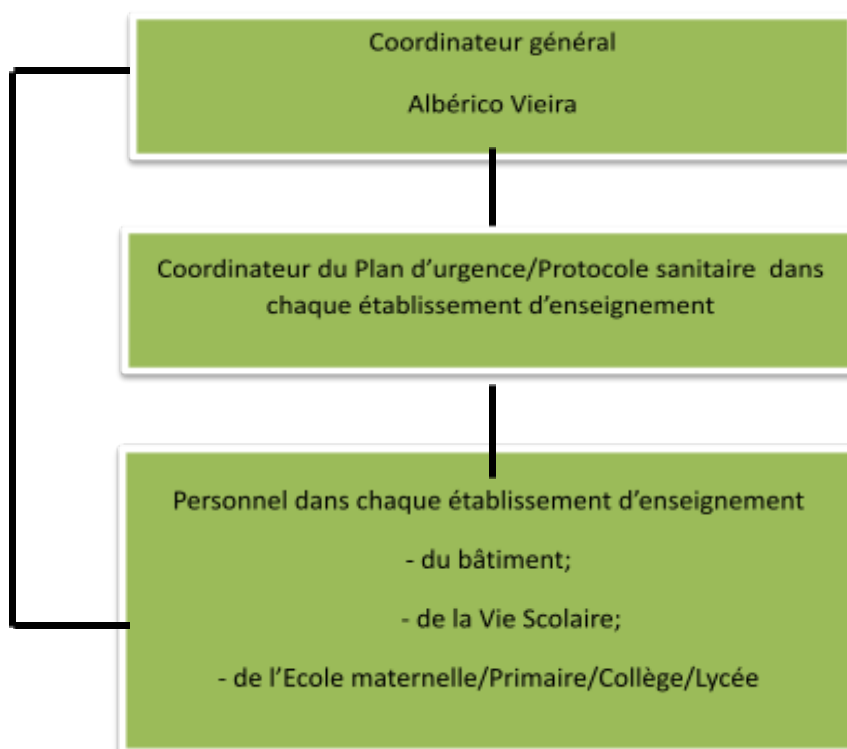 Coordinateur général
Albérico Vieira
Coordinateur du Plan d’urgence/Protocole sanitaire dans
chaque établissement d’enseignement
Personnel dans chaque établissement d’enseignement
- du bâtiment;
- de la Vie Scolaire;
- de l’Ecole maternelle/Primaire/Collège/Lycée